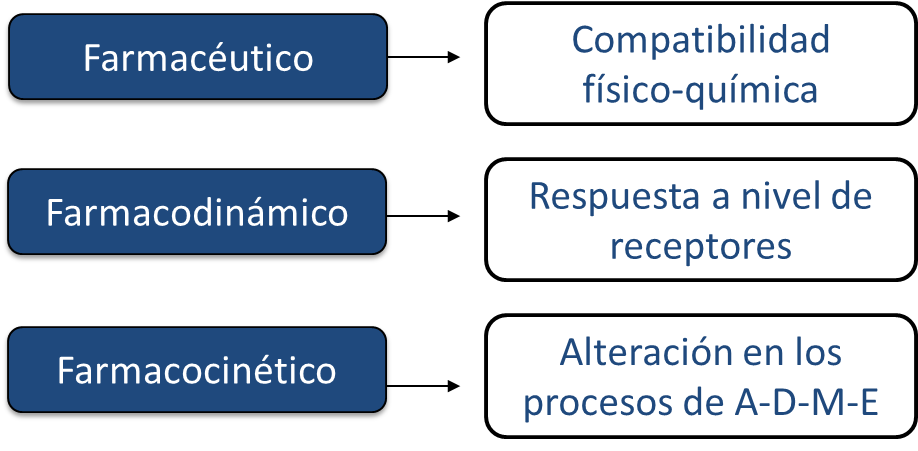 Farmacéutico
Compatibilidad
físico-química
Farmacodinámico
Respuesta a nivel de
receptores
Farmacocinético
Alteración en los
procesos de A-D-M-E